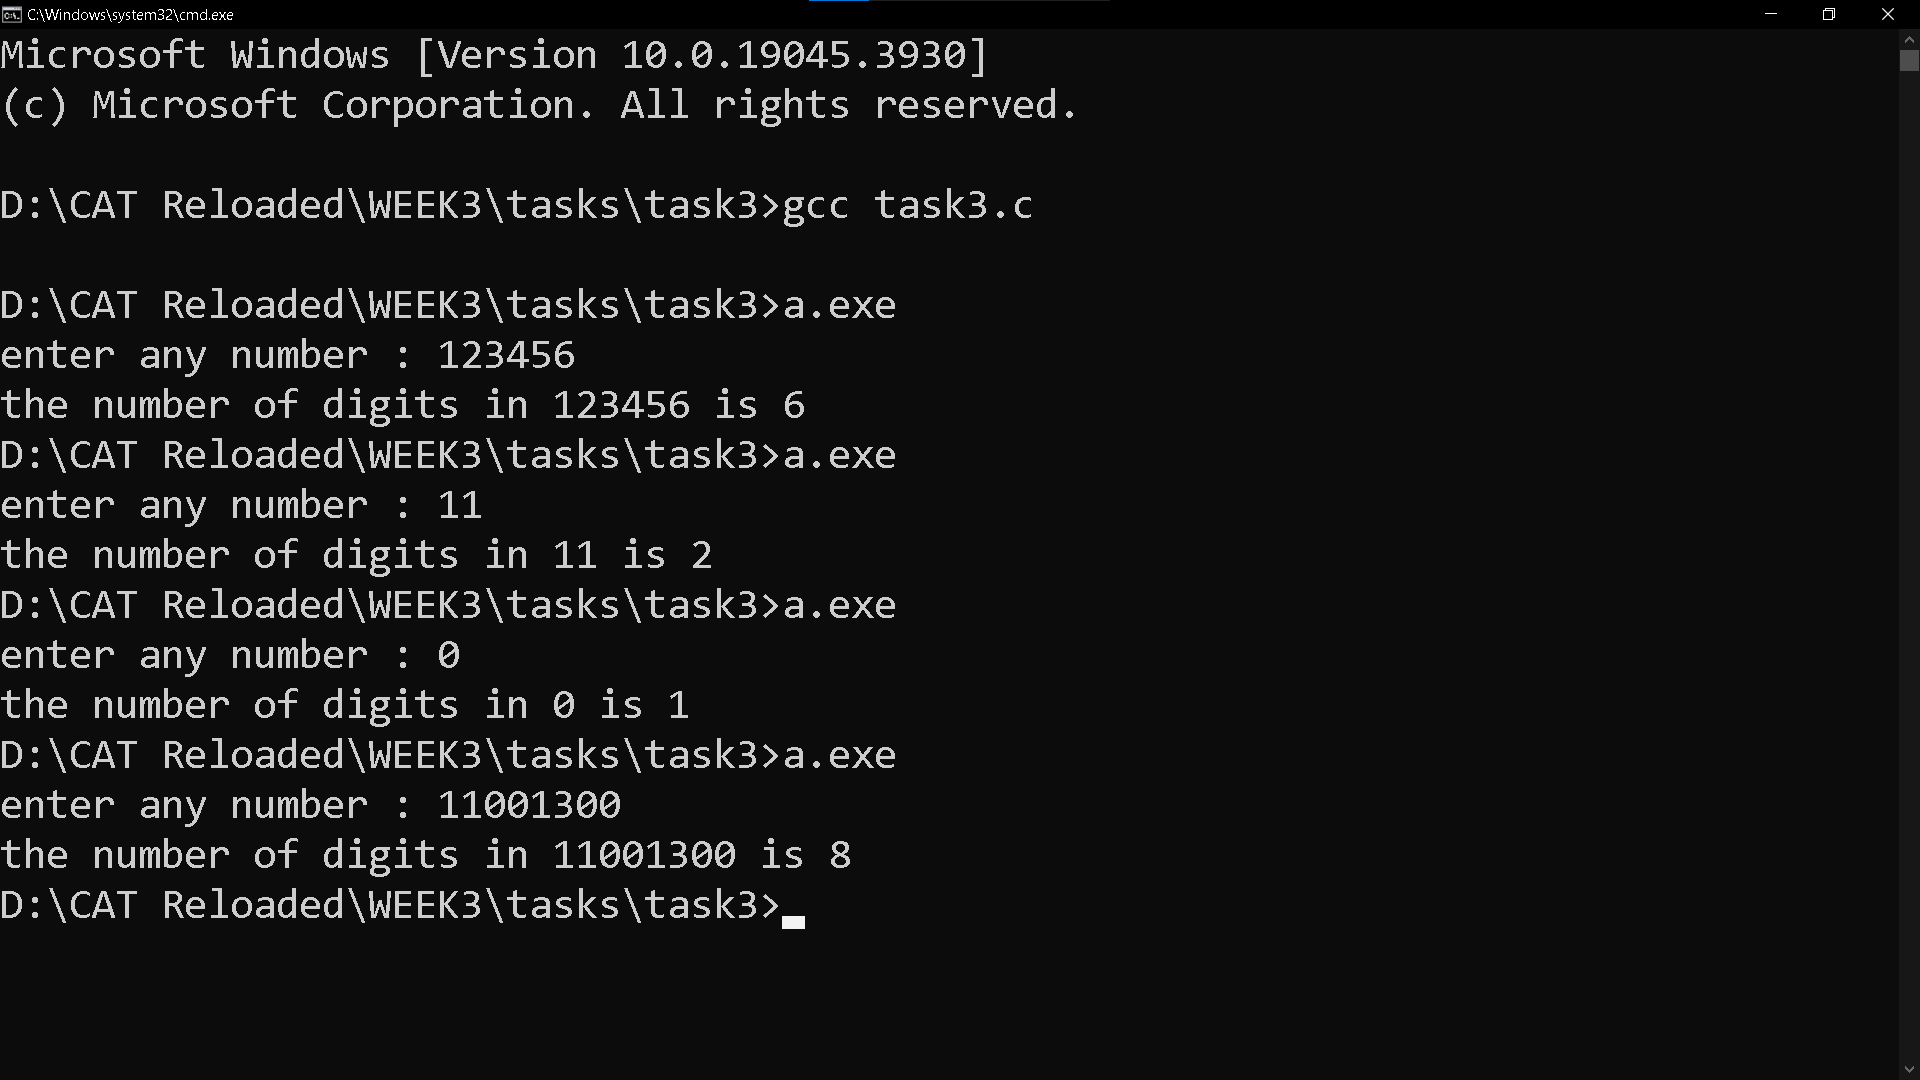 C:\Windows\system32\cmd.exe
Microsoft Windows [Version 10.0.19045.3930]
(c) Microsoft Corporation. All rights reserved.
D:\CAT Reloaded\WEEK3\tasks\task3>gcc task3.c
D:\CAT Reloaded\WEEK3\tasks\task3>a.exe
enter any number : 123456
the number of digits in 123456 is 6
D:\CAT Reloaded\WEEK3\tasks\task3>a.exe
enter any number : 11
the number of digits in 11 is 2
D:\CAT Reloaded\WEEK3\tasks\task3>a.exe
enter any number : 0
the number of digits in 0 is 1
D:\CAT Reloaded\WEEK3\tasks\task3>a.exe
enter any number : 11001300
the number of digits in 11001300 is 8
D:\CAT Reloaded\WEEK3\tasks\task3>